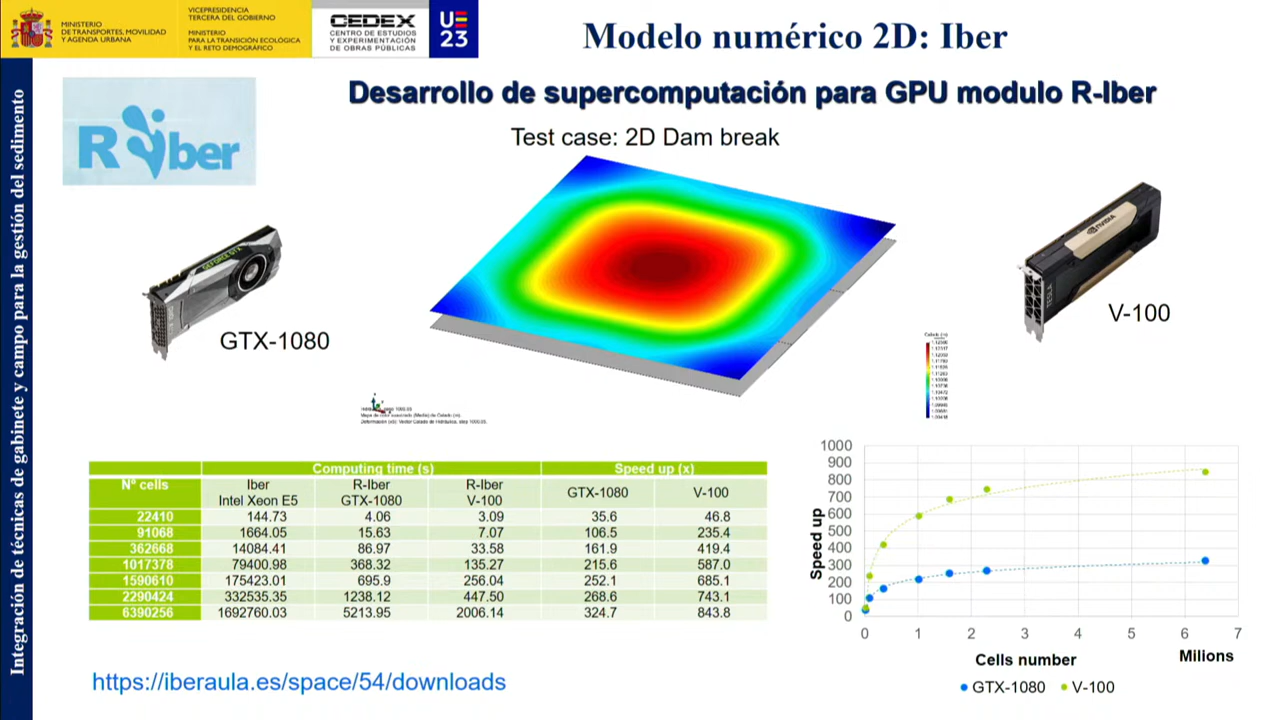 MINISTERIO
DE TRANSPORTES, MOVILIDAD
Y AGENDA URBANA
VICEPRESIDENCIA
TERCERA DEL GOBIERNO
MINISTERIO
PARA LA TRANSICIÓN ECOLÓGICA
Y EL RETO DEMOGRÁFICO
CEDEX
CENTRO DE ESTUDIOS
Y EXPERIMENTACIÓN
DE OBRAS PÚBLICAS
UE
23
Modelo numérico 2D: Iber
Integración de técnicas de gabinete y campo para la gestión del sedimento
Desarrollo de supercomputación para GPU modulo R-Iber
R iber
Test case: 2D Dam break
GEFORCE GTX
GTX-1080
NVIDIA
TESLA
V-100
Computing time (s) Speed up (x)
Nº cells Iber Intel Xeon E5 R-Iber GTX-1080 R-Iber V-100 GTX-1080 V-100
22410 144.73 4.06 3.09 35.6 46.8
91068 1664.05 15.63 7.07 106.5 235.4
362668 14084.41 86.97 33.58 161.9 419.4
1017378 79400.98 368.32 135.27 215.6 587.0
1590610 175423.01 695.9 256.04 252.1 685.1
2290424 332535.35 1238.12 447.50 268.6 743.1
6390256 1692760.03 5213.95 2006.14 324.7 843.8
Speed up
1000
900
800
700
600
500
400
300
200
100
0
0 1 2 3 4 5 6 7
Cells number Milions
GTX-1080 V-100
https://iberaula.es/space/54/downloads